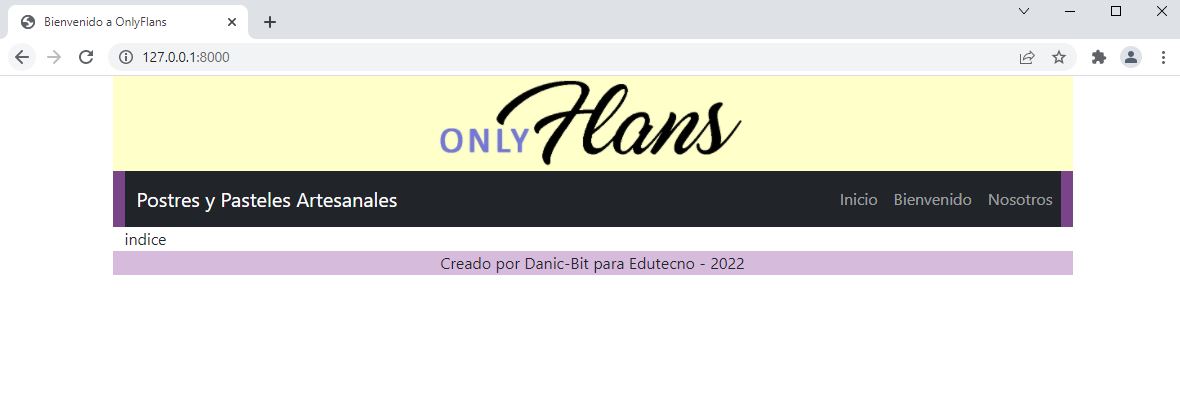 Bienvenido a OnlyFlans
127.0.0.1:8000
ONLY Flans
Postres y Pasteles Artesanales
Inicio Bienvenido Nosotros
indice
Creado por Danic-Bit para Edutecno - 2022